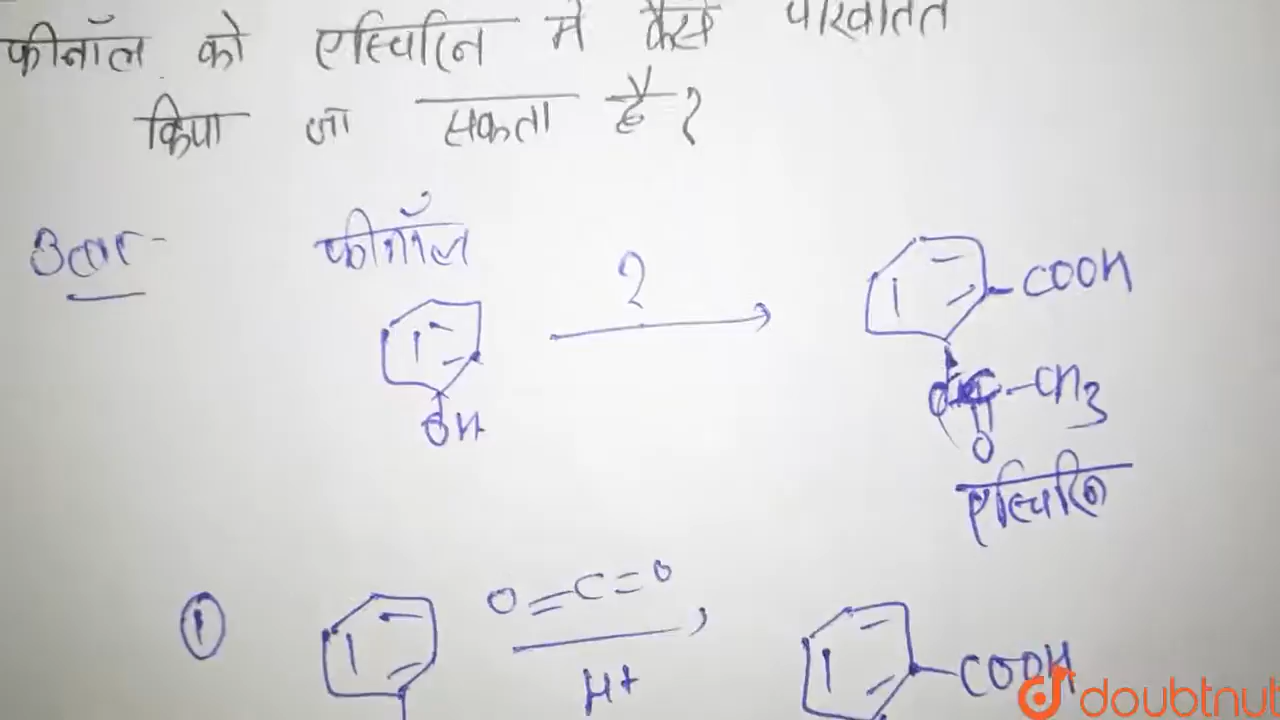 फीनॉल को एस्पिरिन में कैसे परिवर्तित
किया जा सकता है?
उत्तर-
फीनॉल
?
COOH
OH
O-C-CH3
O
एस्पिरिन
① O=C=O
H+
COOH
doubtnut